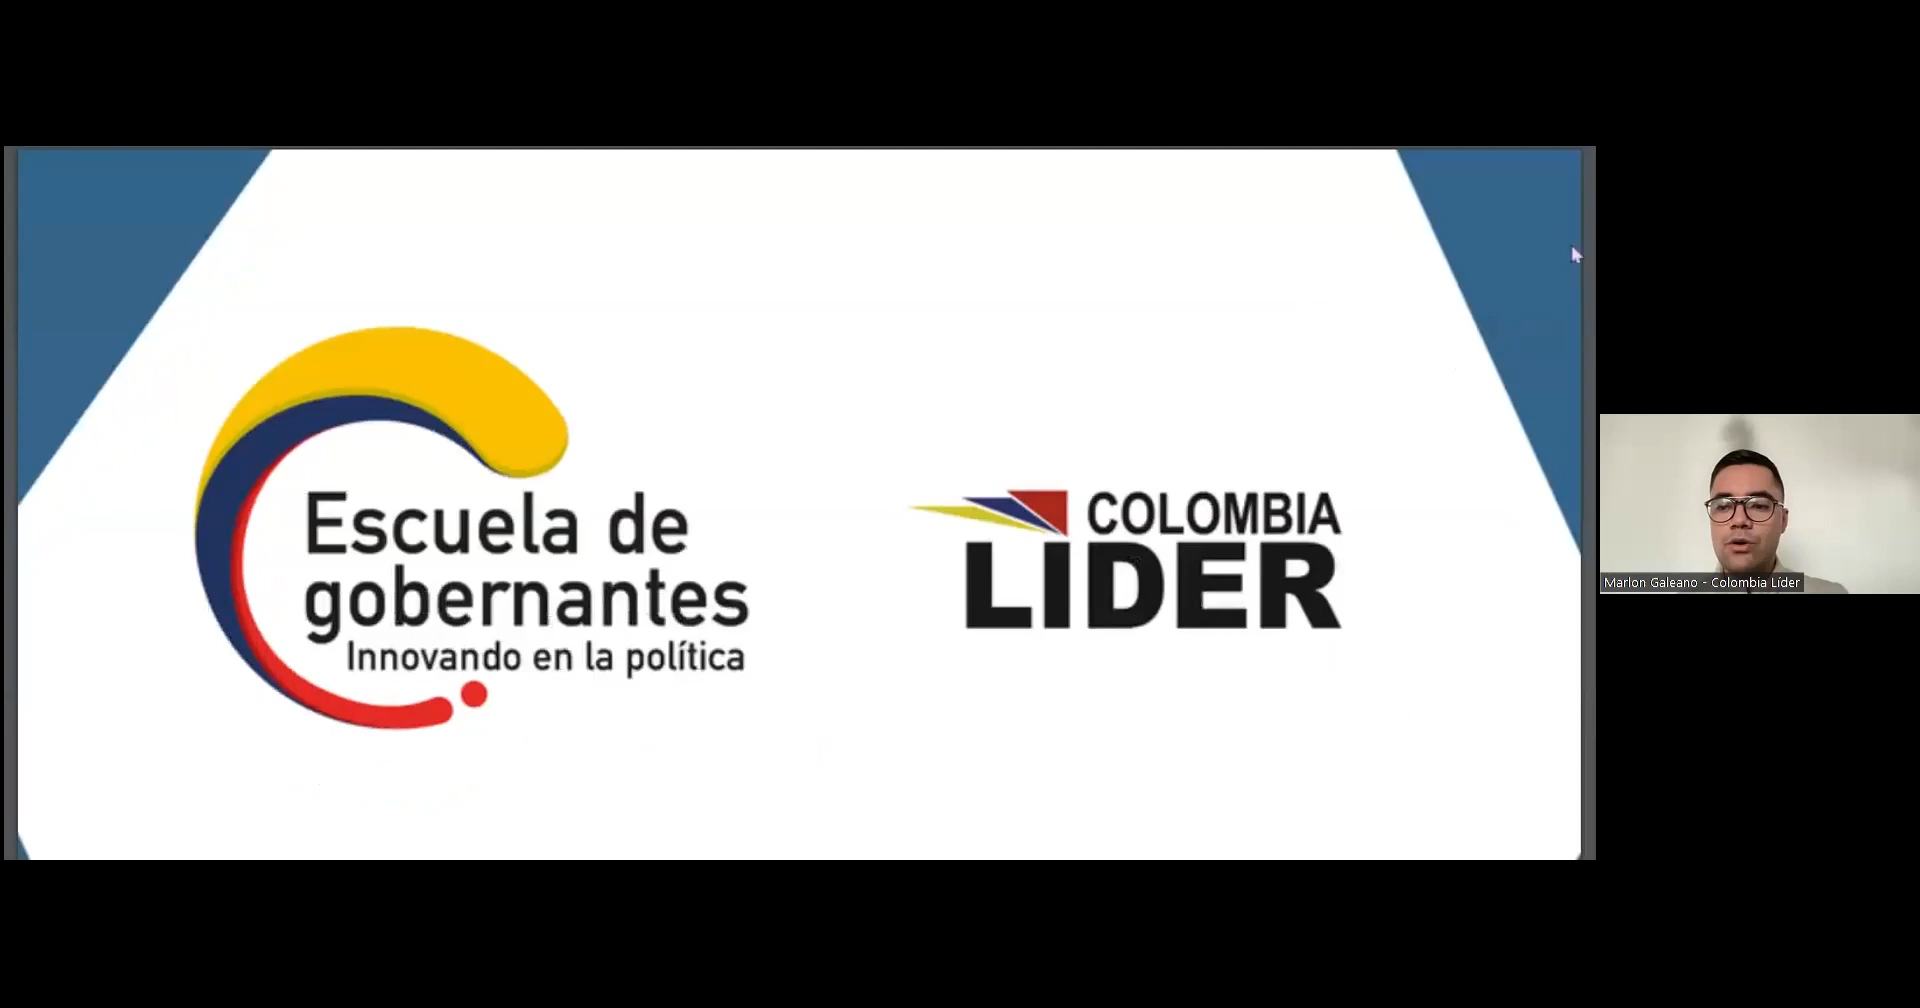 Escuela de
gobernantes
Innovando en la política
COLOMBIA
LIDER
Marlon Galeano - Colombia Líder